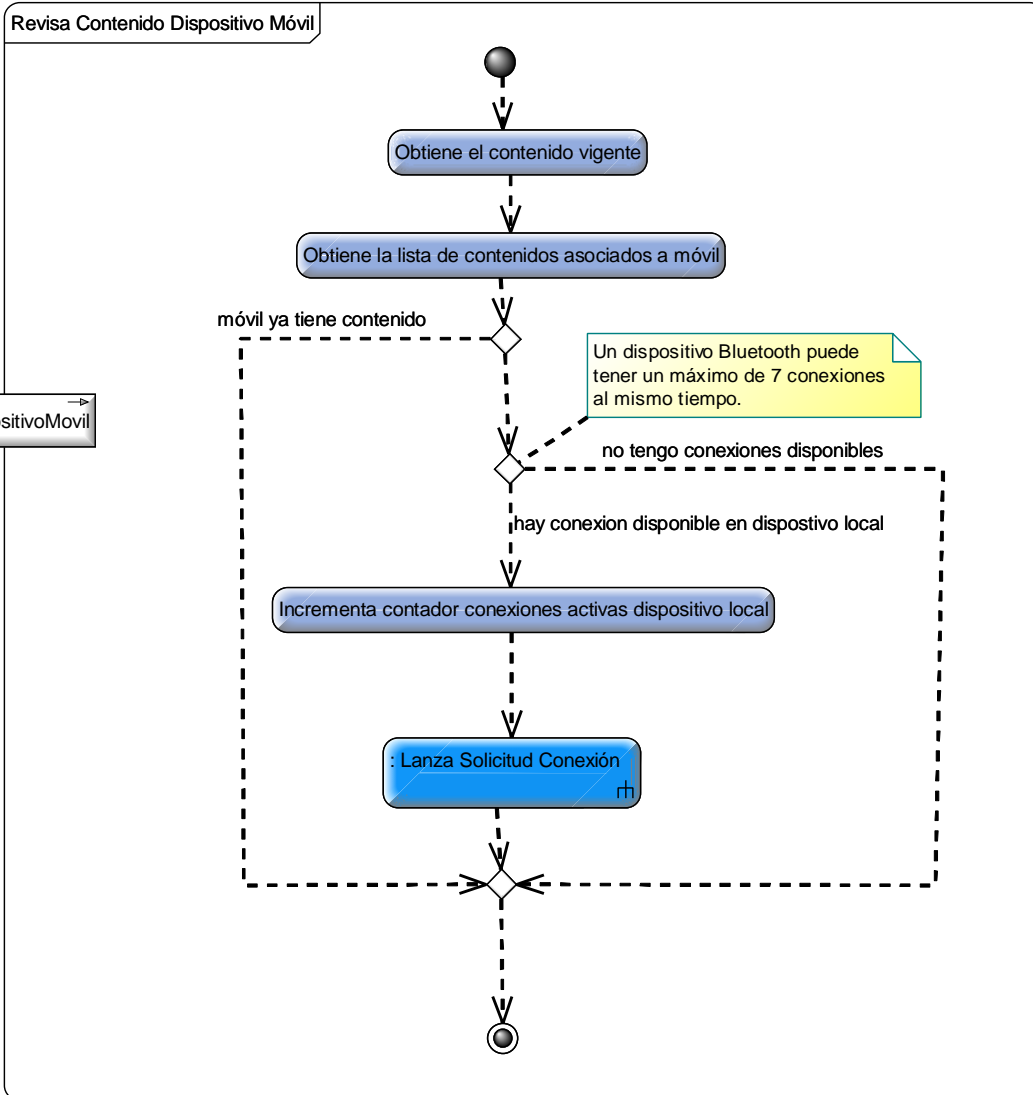 Revisa Contenido Dispositivo Móvil
Obtiene el contenido vigente
Obtiene la lista de contenidos asociados a móvil
móvil ya tiene contenido
Un dispositivo Bluetooth puede
tener un máximo de 7 conexiones
al mismo tiempo.
sitivoMovil
no tengo conexiones disponibles
hay conexion disponible en dispostivo local
Incrementa contador conexiones activas dispositivo local
: Lanza Solicitud Conexión